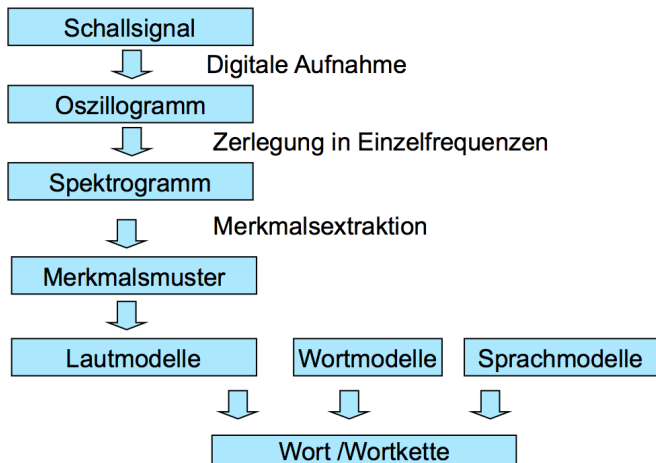 Schallsignal
Digitale Aufnahme
Oszillogramm
Zerlegung in Einzelfrequenzen
Spektrogramm
Merkmalsextraktion
Merkmalsmuster
Lautmodelle
Wortmodelle
Sprachmodelle
Wort /Wortkette